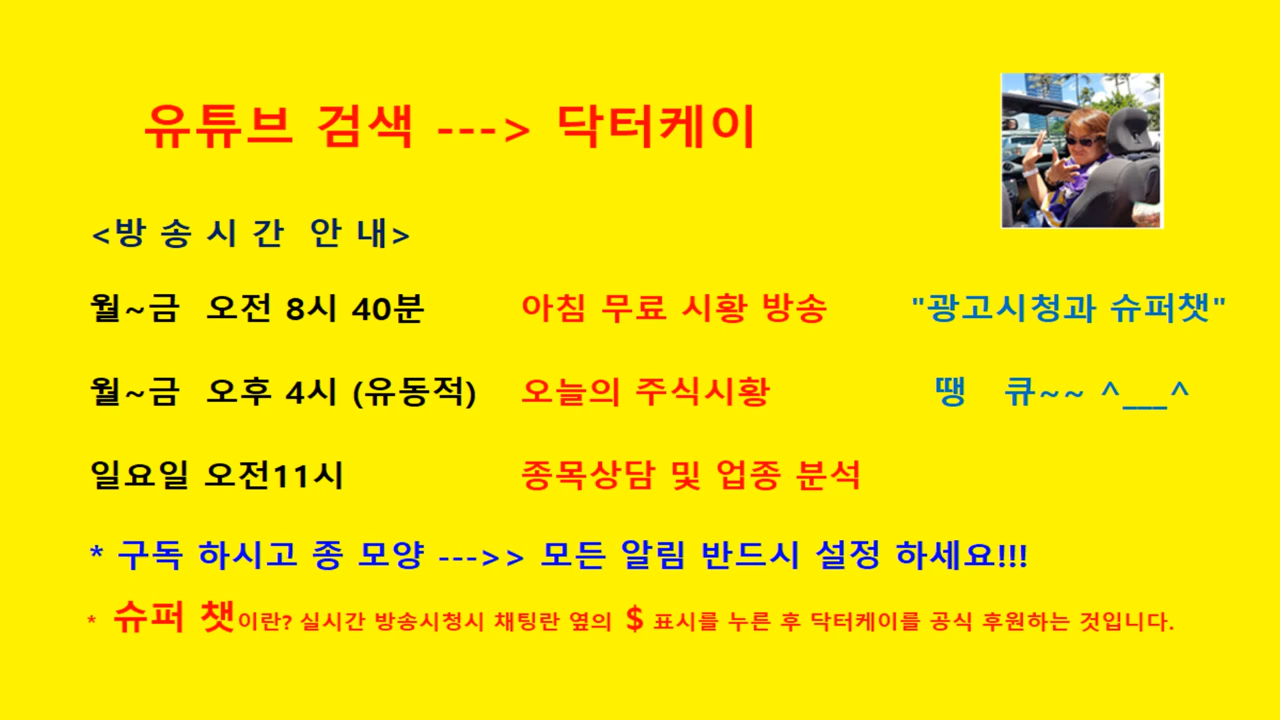 유튜브 검색 ---> 닥터케이
<방 송 시 간 안 내>
월~금 오전 8시 40분 아침 무료 시황 방송 "광고시청과 슈퍼챗"
월~금 오후 4시 (유동적) 오늘의 주식시황 땡 큐~~ ^___^
일요일 오전11시 종목상담 및 업종 분석
* 구독 하시고 종 모양 --->> 모든 알림 반드시 설정 하세요!!!
* 슈퍼 챗이란? 실시간 방송시청시 채팅란 옆의 $ 표시를 누른 후 닥터케이를 공식 후원하는 것입니다.